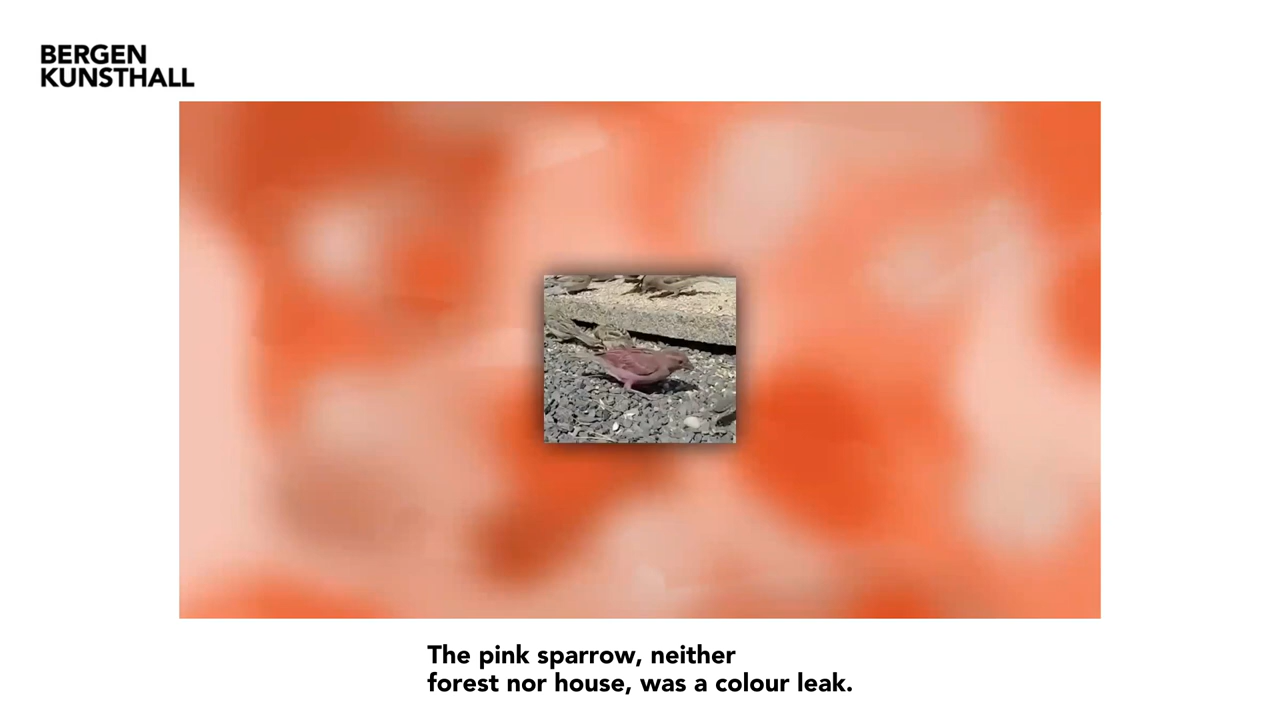 BERGEN
KUNSTHALL
The pink sparrow, neither
forest nor house, was a colour leak.